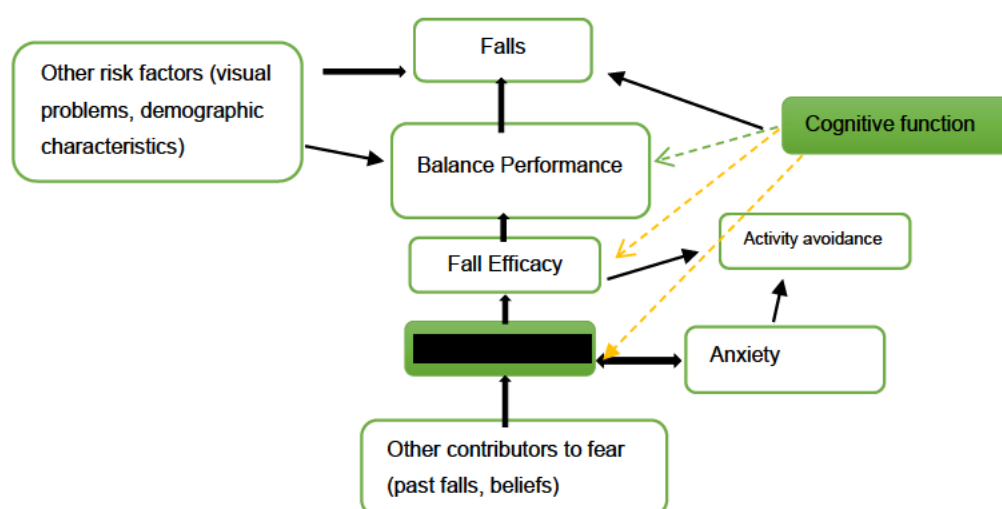 Falls
Other risk factors (visual
problems, demographic
characteristics)
Cognitive function
Balance Performance
Activity avoidance
Fall Efficacy
Anxiety
Other contributors to fear
(past falls, beliefs)